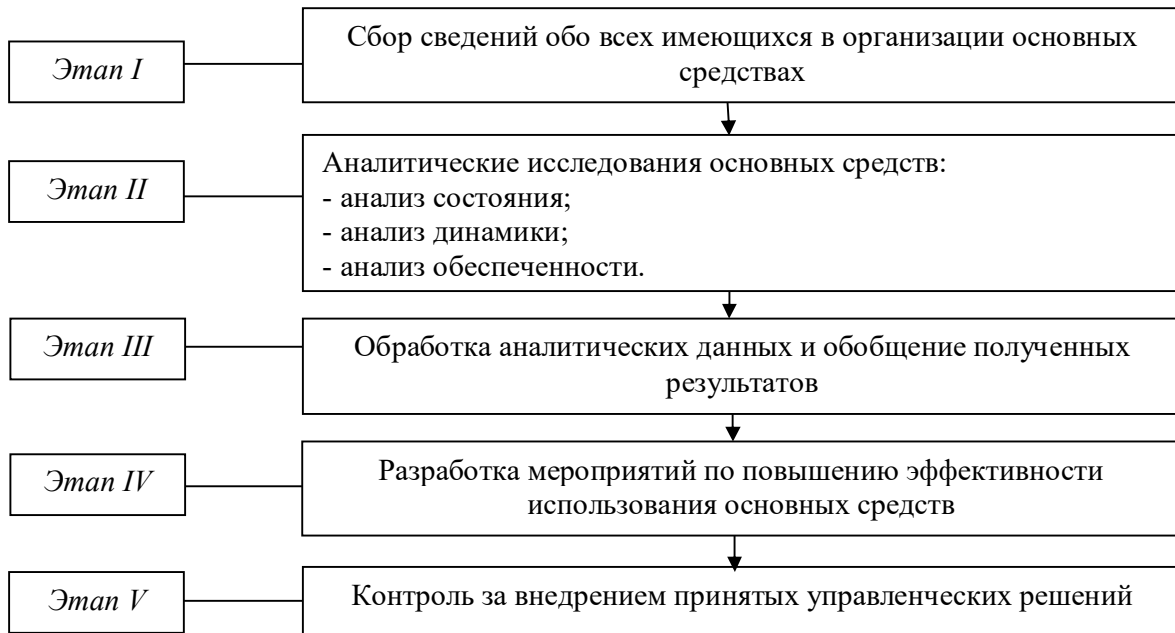 Этап I
Сбор сведений обо всех имеющихся в организации основных
средствах
Этап II
Аналитические исследования основных средств:
- анализ состояния;
- анализ динамики;
- анализ обеспеченности.
Этап III
Обработка аналитических данных и обобщение полученных
результатов
Этап IV
Разработка мероприятий по повышению эффективности
использования основных средств
Этап V
Контроль за внедрением принятых управленческих решений